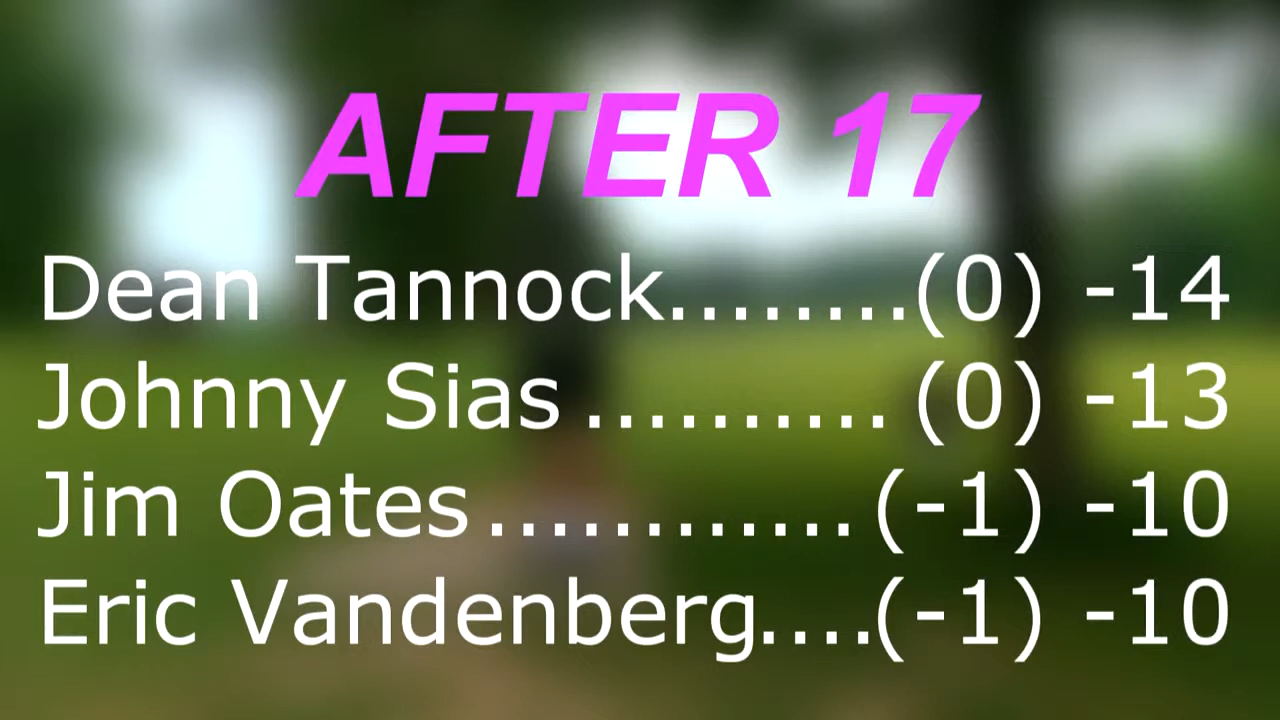 AFTER 17
Dean Tannock........(0) -14
Johnny Sias .......... (0) -13
Jim Oates ............ (-1) -10
Eric Vandenberg....(-1) -10